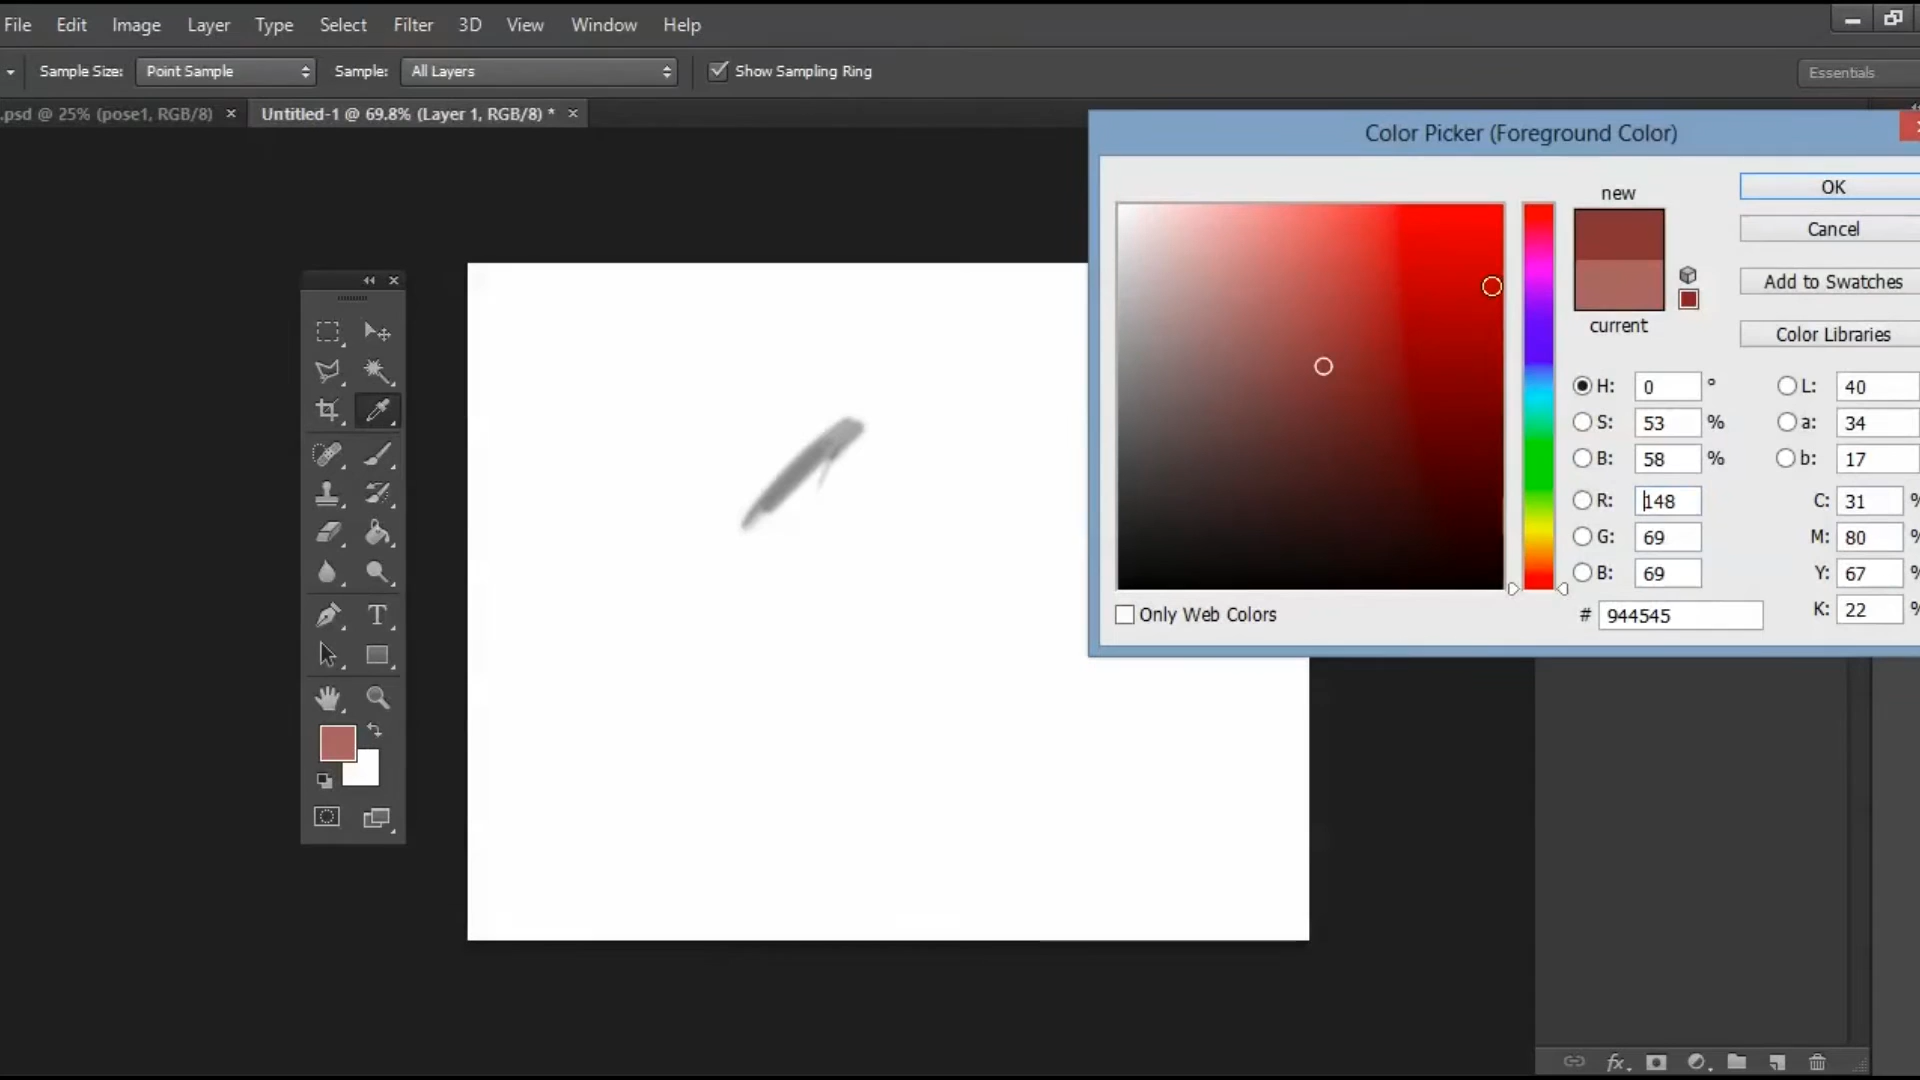 File Edit Image Layer Type Select Filter 3D View Window Help
Sample Size: Point Sample Sample: All Layers Show Sampling Ring Essentials
.psd @ 25% (pose1, RGB/8) × Untitled-1 @ 69.8% (Layer 1, RGB/8) * ×
Color Picker (Foreground Color)
new
OK
Cancel
Add to Swatches
current
Color Libraries
H: 0 ° L: 40
S: 53 % a: 34
B: 58 % b: 17
R: 148 C: 31 %
G: 69 M: 80 %
B: 69 Y: 67 %
Only Web Colors # 944545 K: 22 %
T
fx